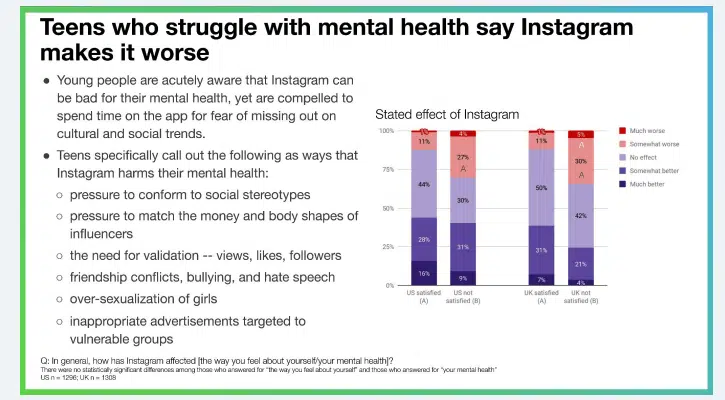 Teens who struggle with mental health say Instagram
makes it worse
● Young people are acutely aware that Instagram can
be bad for their mental health, yet are compelled to
spend time on the app for fear of missing out on
cultural and social trends.
● Teens specifically call out the following as ways that
Instagram harms their mental health:
○ pressure to conform to social stereotypes
○ pressure to match the money and body shapes of
influencers
○ the need for validation -- views, likes, followers
○ friendship conflicts, bullying, and hate speech
○ over-sexualization of girls
○ inappropriate advertisements targeted to
vulnerable groups
Stated effect of Instagram
100%
75%
50%
25%
0%
11%
44%
28%
16%
US satisfied
(A)
4%
27%
A
30%
31%
9%
US not
satisfied (B)
11%
50%
31%
7%
UK satisfied
(A)
5%
A
30%
A
42%
21%
4%
UK not
satisfied (B)
Much worse
Somewhat worse
No effect
Somewhat better
Much better
Q: In general, how has Instagram affected [the way you feel about yourself/your mental health]?
There were no statistically significant differences among those who answered for "the way you feel about yourself" and those who answered for "your mental health"
US n = 1296; UK n = 1308